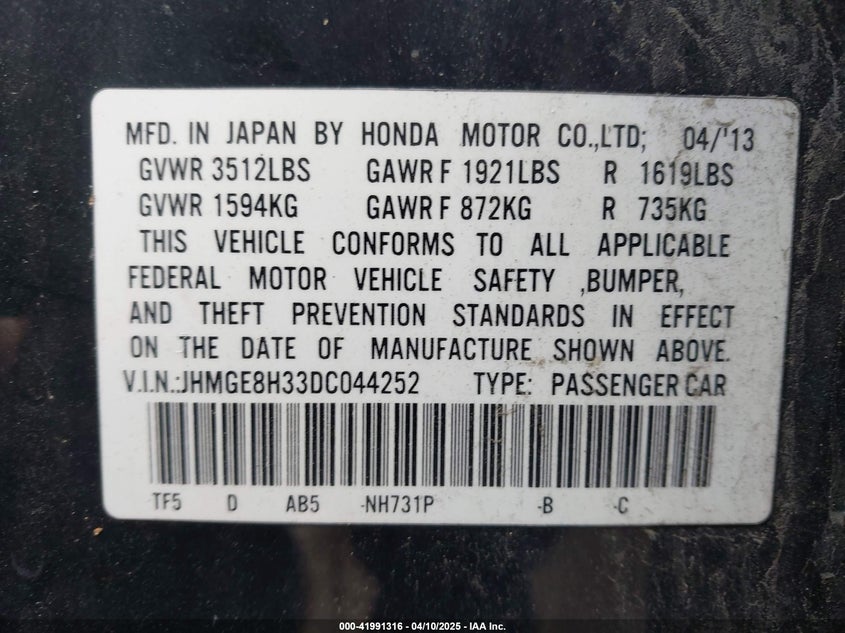 MFD. IN JAPAN BY HONDA MOTOR CO.,LTD; 04/'13
GVWR 3512LBS GAWR F 1921LBS R 1619LBS
GVWR 1594KG GAWR F 872KG R 735KG
THIS VEHICLE CONFORMS TO ALL APPLICABLE
FEDERAL MOTOR VEHICLE SAFETY ,BUMPER,
AND THEFT PREVENTION STANDARDS IN EFFECT
ON THE DATE OF MANUFACTURE SHOWN ABOVE.
V.I.N.:JHMGE8H33DC044252 TYPE: PASSENGER CAR
TF5 D AB5 -NH731P -B -C
000-41991316 - 04/10/2025 - IAA Inc.